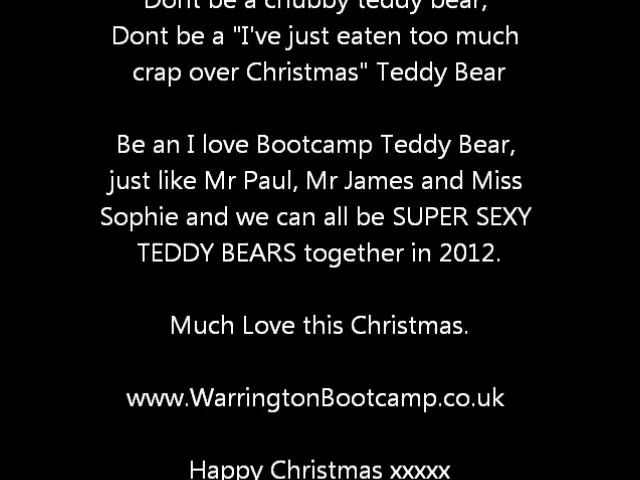 Dont be a chubby teddy bear,
Dont be a "I've just eaten too much
crap over Christmas" Teddy Bear
Be an I love Bootcamp Teddy Bear,
just like Mr Paul, Mr James and Miss
Sophie and we can all be SUPER SEXY
TEDDY BEARS together in 2012.
Much Love this Christmas.
www.WarringtonBootcamp.co.uk
Happy Christmas xxxxx